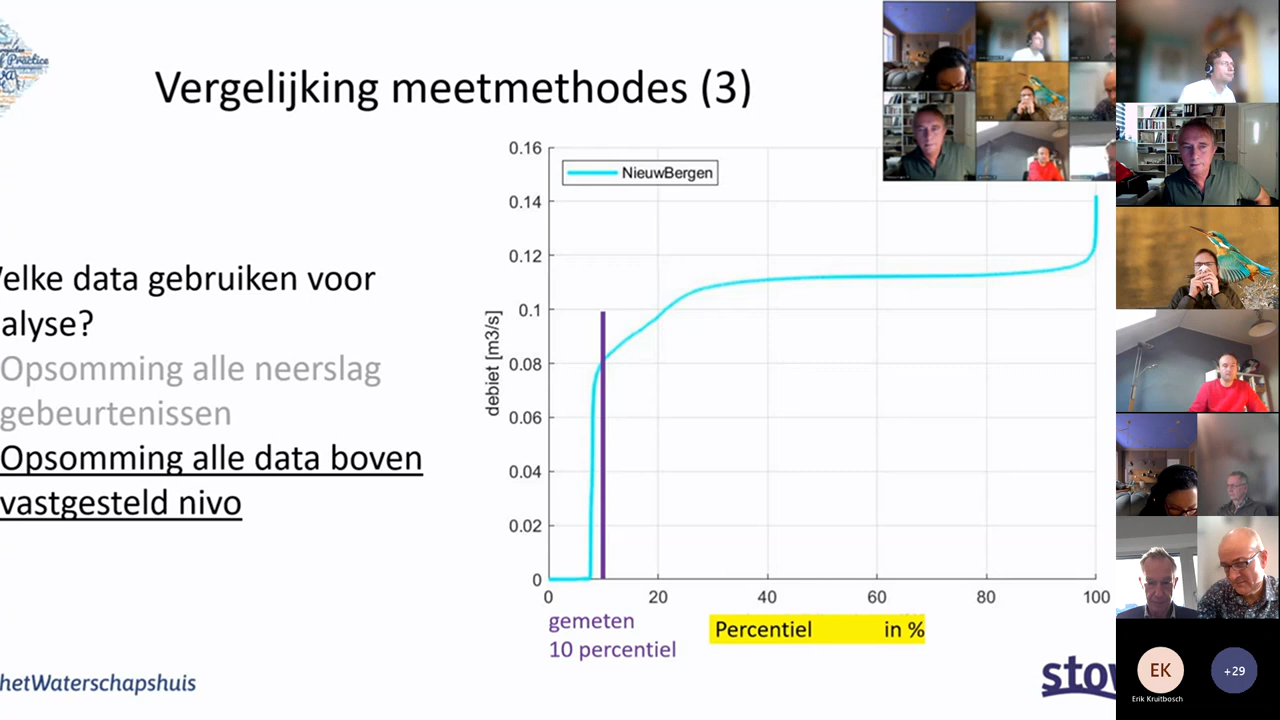 Practice
Vergelijking meetmethodes (3)
elke data gebruiken voor
alyse?
Opsomming alle neerslag
gebeurtenissen
Opsomming alle data boven
vastgesteld nivo
NieuwBergen
debiet [m3/s]
0.16
0.14
0.12
0.1
0.08
0.06
0.04
0.02
0
0 20 40 60 80 100
gemeten
10 percentiel
Percentiel in %
hetWaterschapshuis
stow
EK
Erik Kruitbosch
+29